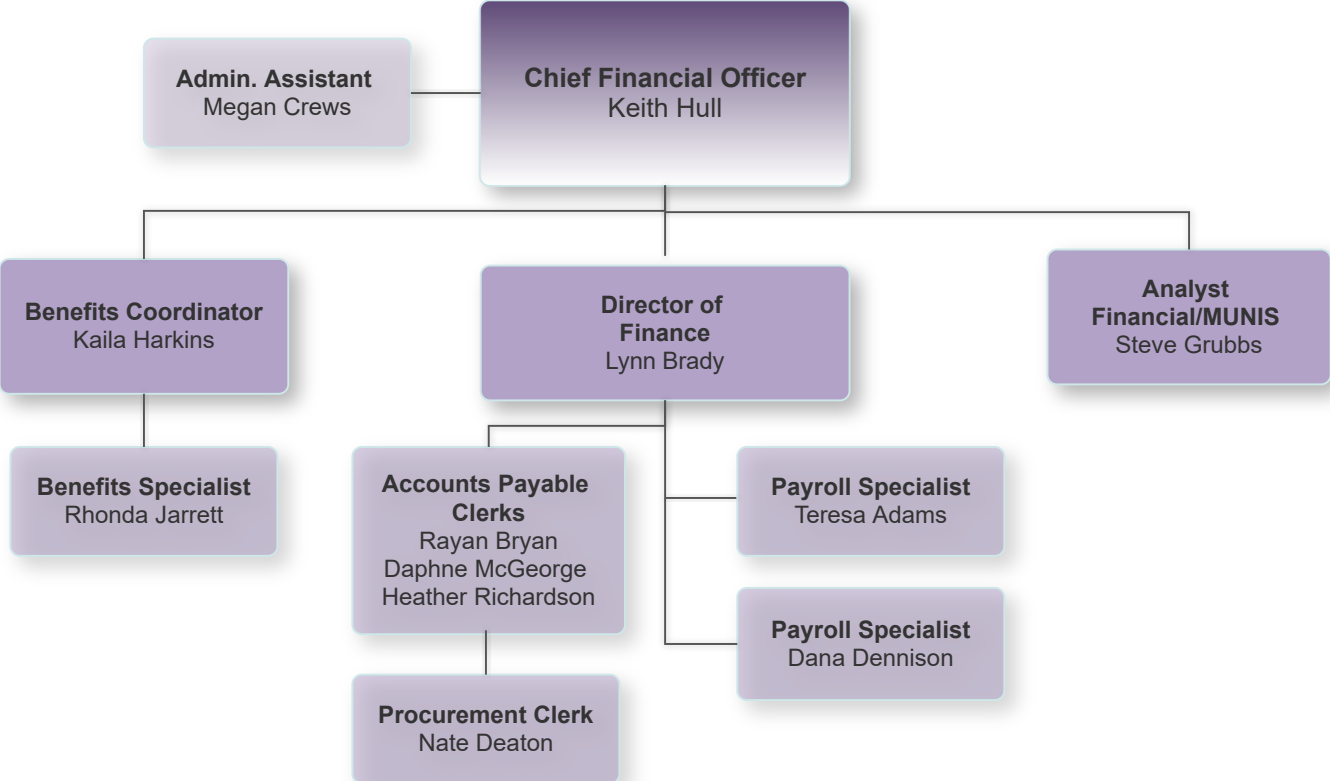 Admin. Assistant
Megan Crews
Chief Financial Officer
Keith Hull
Benefits Coordinator
Kaila Harkins
Director of
Finance
Lynn Brady
Analyst
Financial/MUNIS
Steve Grubbs
Benefits Specialist
Rhonda Jarrett
Accounts Payable
Clerks
Rayan Bryan
Daphne McGeorge
Heather Richardson
Payroll Specialist
Teresa Adams
Payroll Specialist
Dana Dennison
Procurement Clerk
Nate Deaton